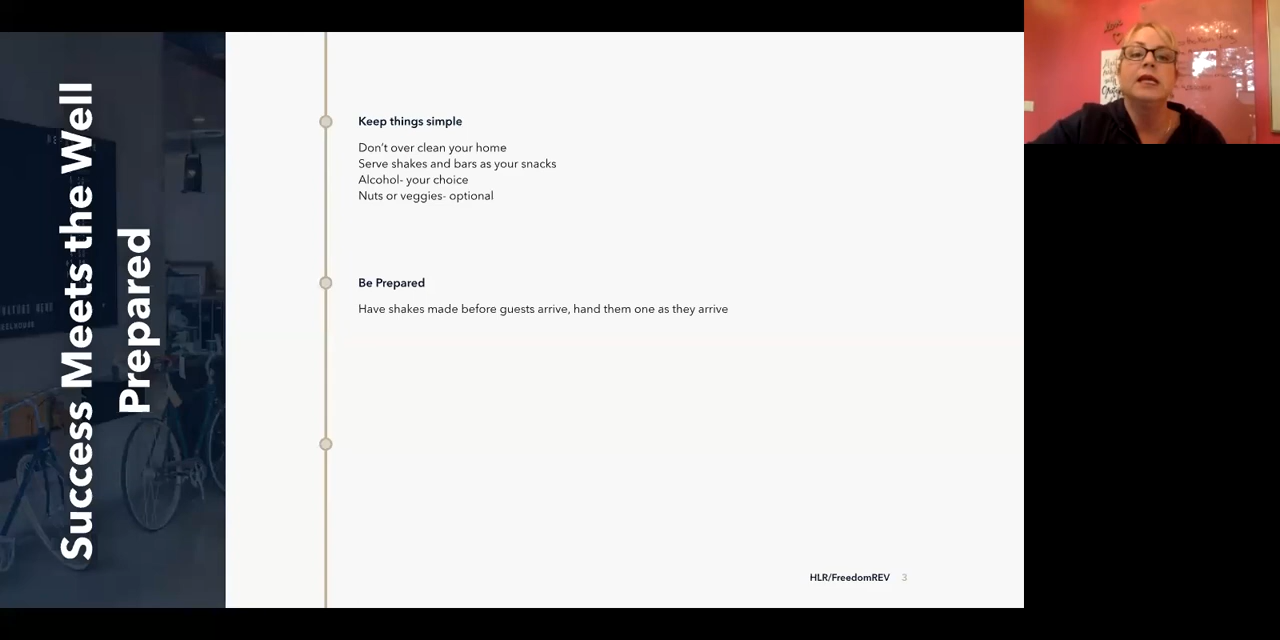 Success Meets the Well
Prepared
Keep things simple
Don't over clean your home
Serve shakes and bars as your snacks
Alcohol- your choice
Nuts or veggies- optional
Be Prepared
Have shakes made before guests arrive, hand them one as they arrive
HLR/FreedomREV 3